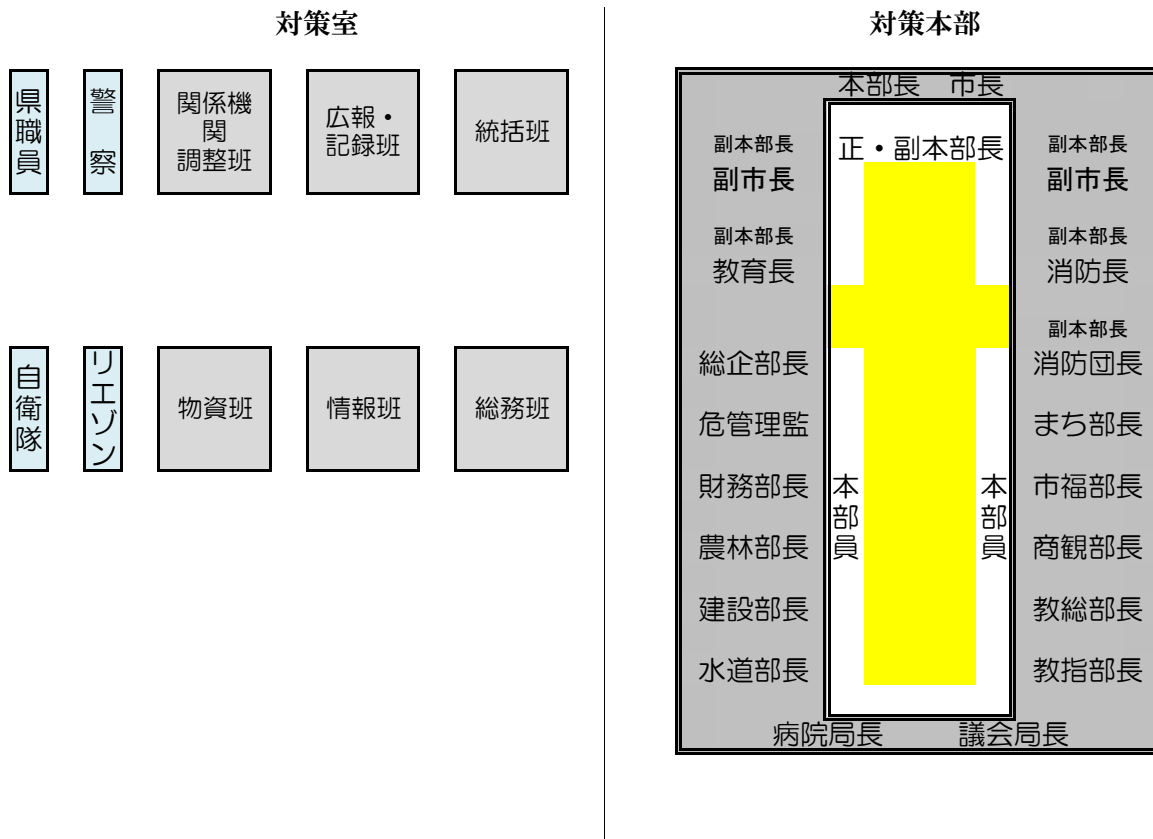 対策室
県職員
警察
関係機
関
調整班
広報・
記録班
統括班
自衛隊
リエゾン
物資班
情報班
総務班
対策本部
本部長　市長
正・副本部長
副本部長
副市長
副本部長
教育長
総企部長
危管理監
財務部長
農林部長
建設部長
水道部長
本部員
本部員
副本部長
副市長
副本部長
消防長
副本部長
消防団長
まち部長
市福部長
商観部長
教総部長
教指部長
病院局長　議会局長